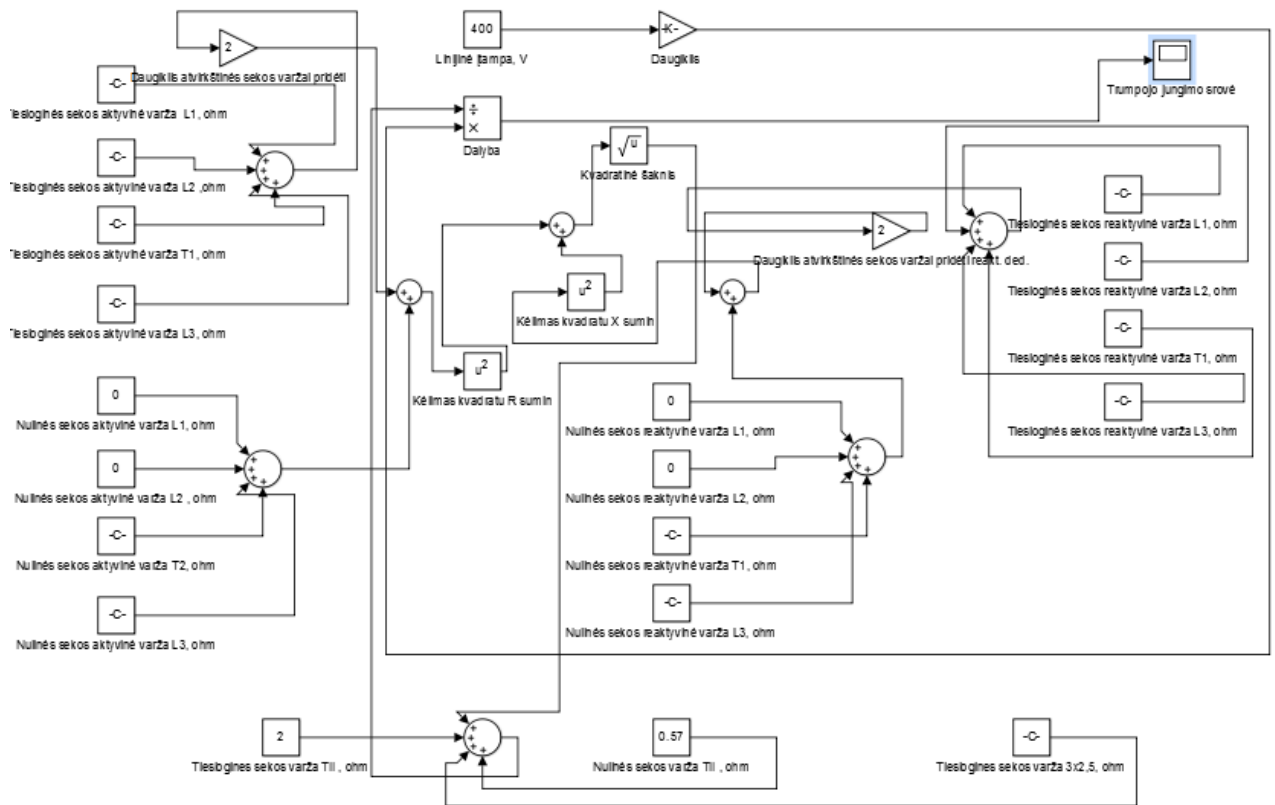 2
Daugiklis atvirkštinės sekos varžai pridėti
400
Linijinė įtampa, V
-K-
Daugiklis
Trumpojo jungimo srovė
-C-
Tiesioginės sekos aktyvinė varža L1, ohm
-C-
Tiesioginės sekos aktyvinė varža L2 ,ohm
-C-
Tiesioginės sekos aktyvinė varža T1, ohm
-C-
Tiesioginės sekos aktyvinė varža L3, ohm
÷
×
Dalyba
√u
Kvadratinė šaknis
u²
Kėlimas kvadratu X sumin
u²
Kėlimas kvadratu R sumin
2
Daugiklis atvirkštinės sekos varžai pridėti reakt. ded.
-C-
Tiesioginės sekos reaktyvinė varža L1, ohm
-C-
Tiesioginės sekos reaktyvinė varža L2, ohm
-C-
Tiesioginės sekos reaktyvinė varža T1, ohm
-C-
Tiesioginės sekos reaktyvinė varža L3, ohm
0
Nulinės sekos aktyvinė varža L1, ohm
0
Nulinės sekos aktyvinė varža L2 , ohm
-C-
Nulinės sekos aktyvinė varža T2, ohm
-C-
Nulinės sekos aktyvinė varža L3, ohm
0
Nulinės sekos reaktyvinė varža L1, ohm
0
Nulinės sekos reaktyvinė varža L2, ohm
-C-
Nulinės sekos reaktyvinė varža T1, ohm
-C-
Nulinės sekos reaktyvinė varža L3, ohm
2
Tiesiogines sekos varža TII , ohm
0.57
Nulinės sekos varža TII , ohm
-C-
Tiesiogines sekos varža 3x2,5, ohm